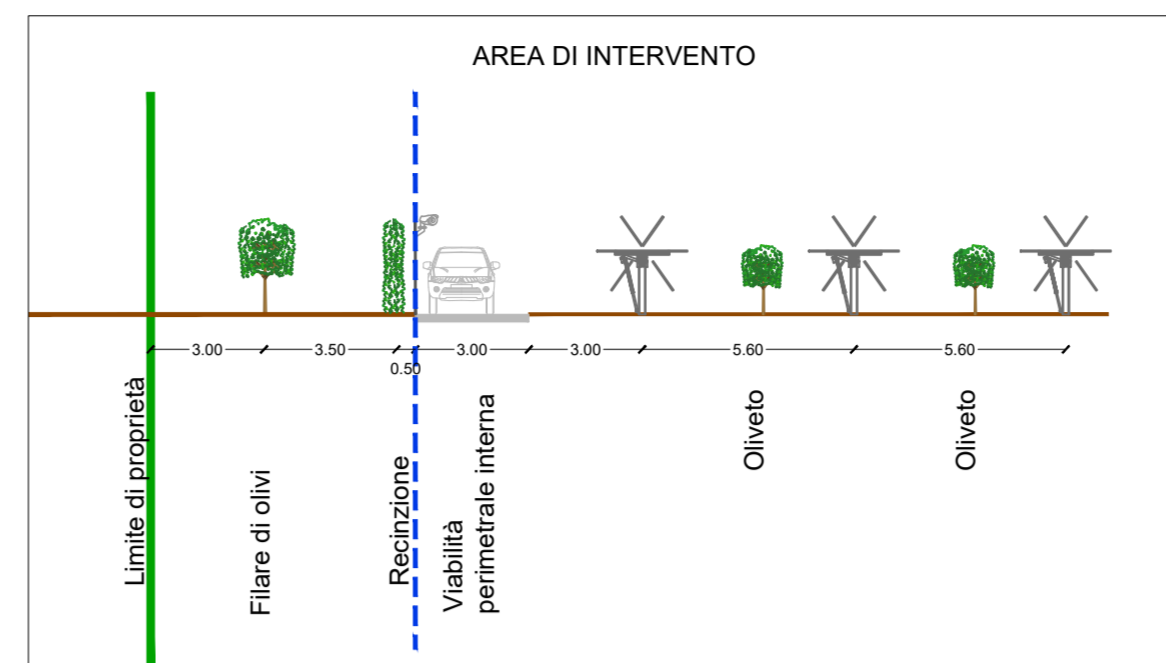 AREA DI INTERVENTO
3.00
3.50
0.50
3.00
3.00
5.60
5.60
Limite di proprietà
Filare di olivi
Recinzione
Viabilità
perimetrale interna
Oliveto
Oliveto